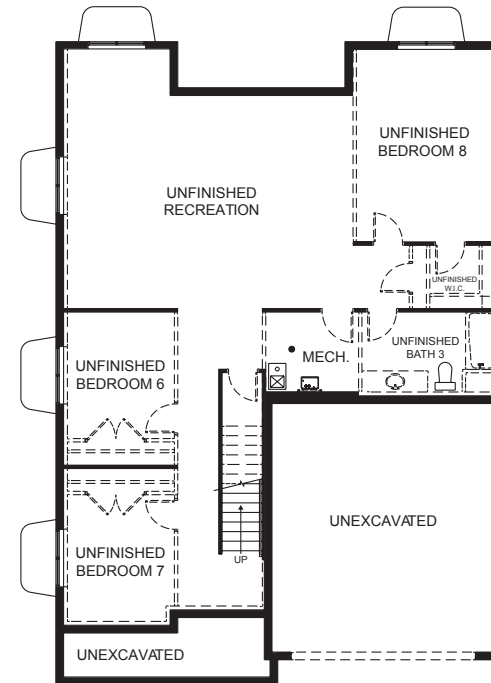 UNFINISHED
BEDROOM 8
UNFINISHED
RECREATION
UNFINISHED
W.I.C.
UNFINISHED
BATH 3
MECH.
UNFINISHED
BEDROOM 6
UNEXCAVATED
UNFINISHED
BEDROOM 7
UP
UNEXCAVATED